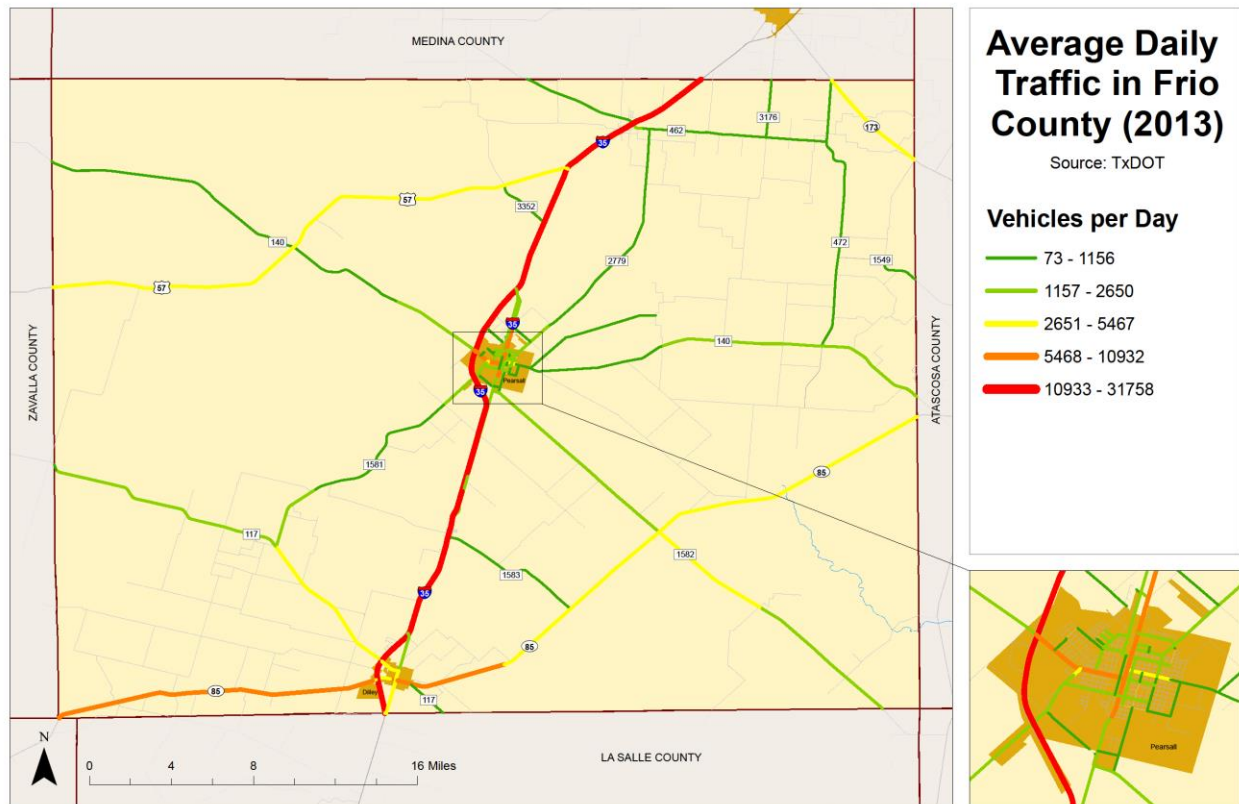 MEDINA COUNTY
Average Daily
Traffic in Frio
County (2013)
Source: TxDOT
Vehicles per Day
73 - 1156
1157 - 2650
2651 - 5467
5468 - 10932
10933 - 31758
3176
462
173
35
57
3352
140
472
2779
1549
57
35
140
Pearsall
35
ZAVALLA COUNTY
ATASCOSA COUNTY
1581
85
117
1582
1583
35
85
85
Dilley
117
N
0 4 8 16 Miles
LA SALLE COUNTY
Pearsall